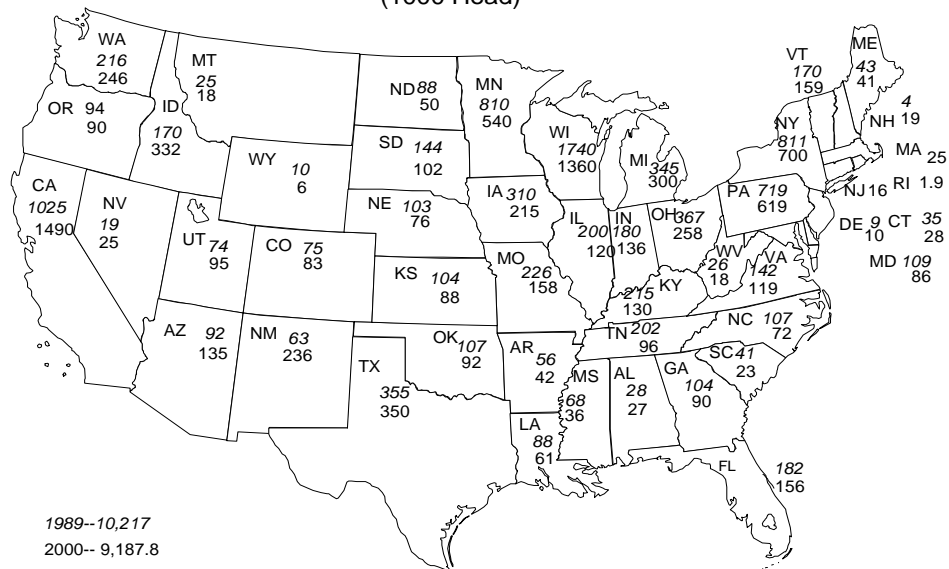 (1000 Head)
WA
216
246
MT
25
18
ND 88
50
MN
810
540
VT
170
159
ME
43
41
OR 94
90
ID
170
332
SD 144
102
WI
1740
1360
MI 345
300
NY
811
700
4
NH 19
MA
25
WY 10
6
CA
1025
1490
NV
19
25
NE 103
76
IA 310
215
PA 719
619
NJ 16
RI 1.9
UT 74
95
CO 75
83
IL
200
120
IN
180
136
OH 367
258
DE 9
10
CT 35
28
KS 104
88
MO
226
158
WV
26
18
VA
142
119
MD 109
86
215 KY
130
AZ 92
135
NM 63
236
OK 107
92
TN 202
96
NC 107
72
TX
355
350
AR
56
42
MS
68
36
AL
28
27
GA
104
90
SC 41
23
LA
88
61
FL
182
156
1989--10,217
2000-- 9,187.8